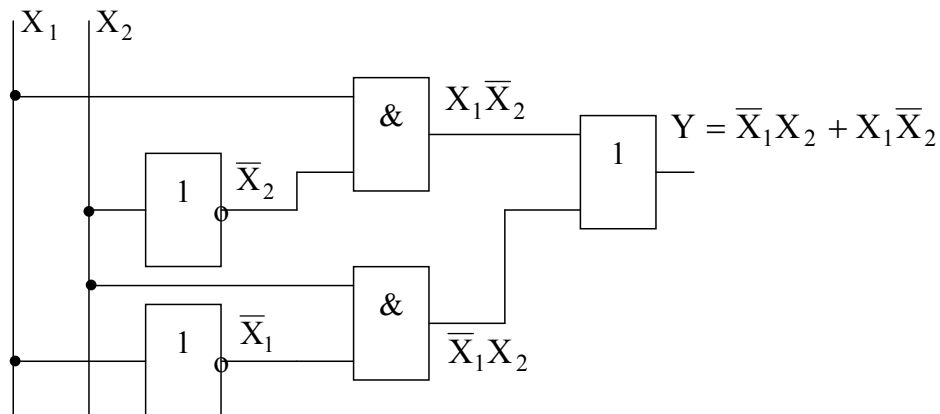 X₁ X₂
& X₁X̅₂
1 Y = X̅₁X₂ + X₁X̅₂
1 X̅₂
&
1 X̅₁
X̅₁X₂